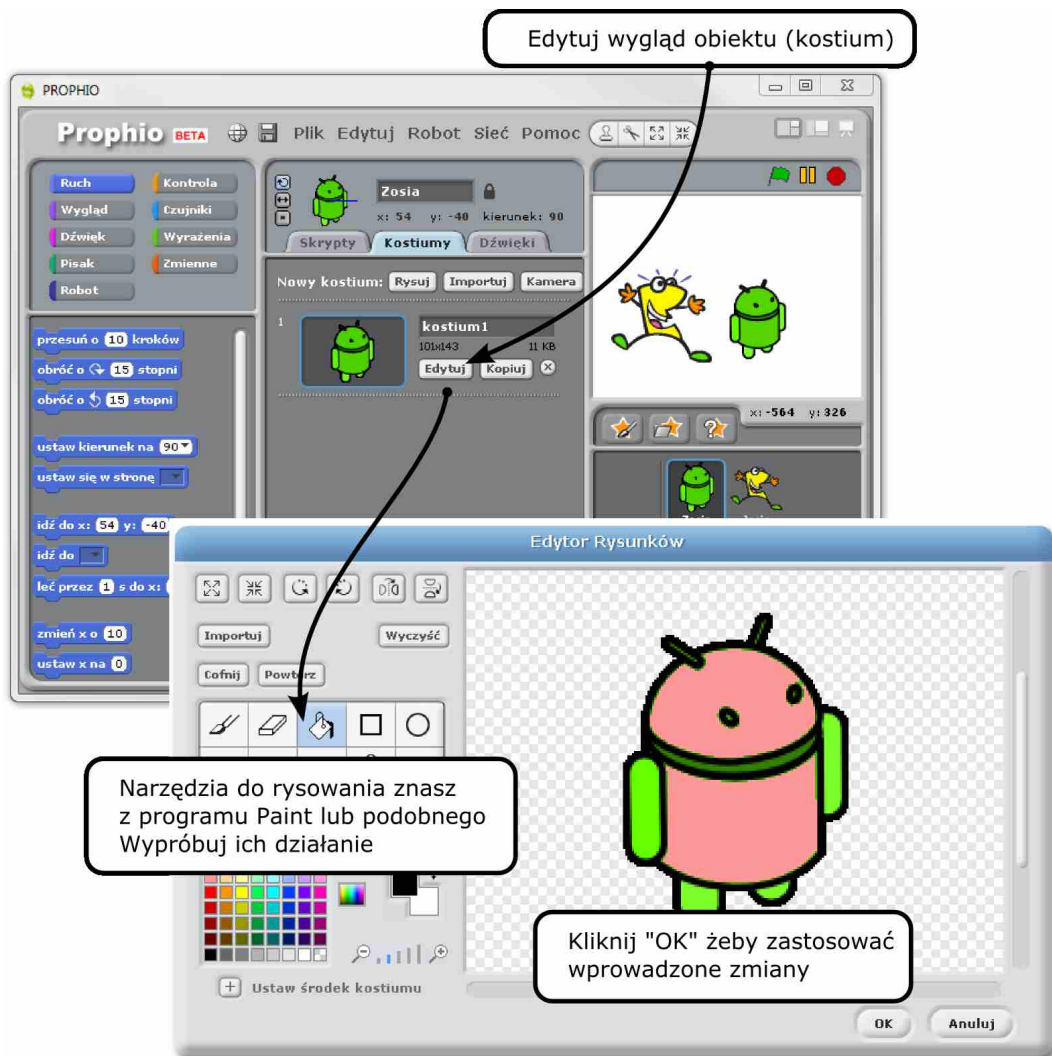 Edytuj wygląd obiektu (kostium)
PROPHIO
Prophio BETA Plik Edytuj Robot Sieć Pomoc
Ruch Kontrola
Wygląd Czujniki
Dźwięk Wyrażenia
Pisak Zmienne
Robot
Zosia
x: 54 y: -40 kierunek: 90
Skrypty Kostiumy Dźwięki
Nowy kostium: Rysuj Importuj Kamera
1
kostium1
101x143 11 KB
Edytuj Kopiuj
przesuń o 10 kroków
obróć o 15 stopni
obróć o 15 stopni
ustaw kierunek na 90
ustaw się w stronę
idź do x: 54 y: -40
idź do
leć przez 1 s do x:
zmień x o 10
ustaw x na 0
x: -564 y: 326
Edytor Rysunków
Importuj Wyczyść
Cofnij Powtórz
Narzędzia do rysowania znasz
z programu Paint lub podobnego
Wypróbuj ich działanie
Ustaw środek kostiumu
Kliknij "OK" żeby zastosować
wprowadzone zmiany
OK Anuluj